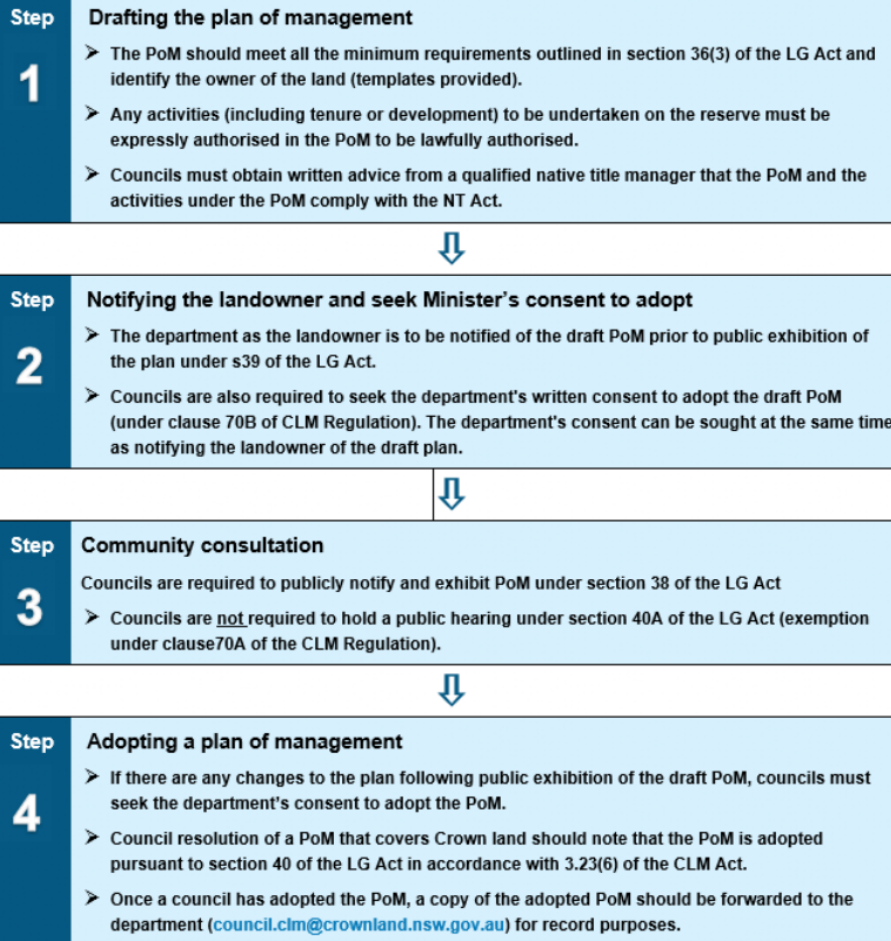 Step
1
Drafting the plan of management
➢ The PoM should meet all the minimum requirements outlined in section 36(3) of the LG Act and
identify the owner of the land (templates provided).
➢ Any activities (including tenure or development) to be undertaken on the reserve must be
expressly authorised in the PoM to be lawfully authorised.
➢ Councils must obtain written advice from a qualified native title manager that the PoM and the
activities under the PoM comply with the NT Act.
Step
2
Notifying the landowner and seek Minister's consent to adopt
➢ The department as the landowner is to be notified of the draft PoM prior to public exhibition of
the plan under s39 of the LG Act.
➢ Councils are also required to seek the department's written consent to adopt the draft PoM
(under clause 70B of CLM Regulation). The department's consent can be sought at the same time
as notifying the landowner of the draft plan.
Step
3
Community consultation
Councils are required to publicly notify and exhibit PoM under section 38 of the LG Act
➢ Councils are not required to hold a public hearing under section 40A of the LG Act (exemption
under clause70A of the CLM Regulation).
Step
4
Adopting a plan of management
➢ If there are any changes to the plan following public exhibition of the draft PoM, councils must
seek the department's consent to adopt the PoM.
➢ Council resolution of a PoM that covers Crown land should note that the PoM is adopted
pursuant to section 40 of the LG Act in accordance with 3.23(6) of the CLM Act.
➢ Once a council has adopted the PoM, a copy of the adopted PoM should be forwarded to the
department (council.clm@crownland.nsw.gov.au) for record purposes.